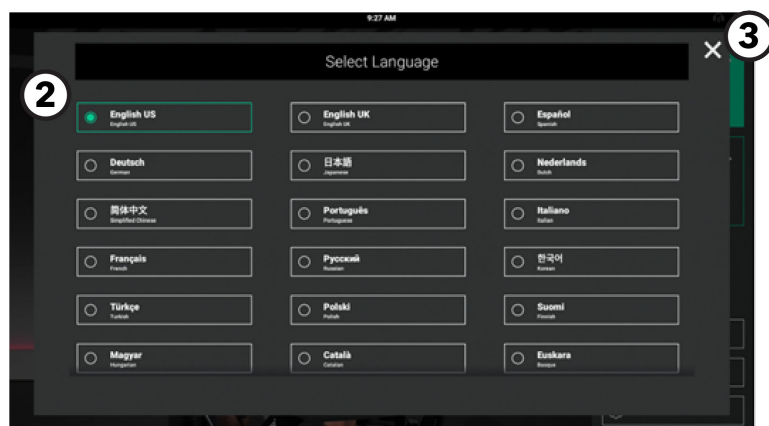 9:27 AM
3
Select Language
2
English US
English US
English UK
English UK
Español
Spanish
Deutsch
German
日本語
Japanese
Nederlands
Dutch
简体中文
Simplified Chinese
Português
Portuguese
Italiano
Italian
Français
French
Русский
Russian
한국어
Korean
Türkçe
Turkish
Polski
Polish
Suomi
Finnish
Magyar
Hungarian
Català
Catalan
Euskara
Basque